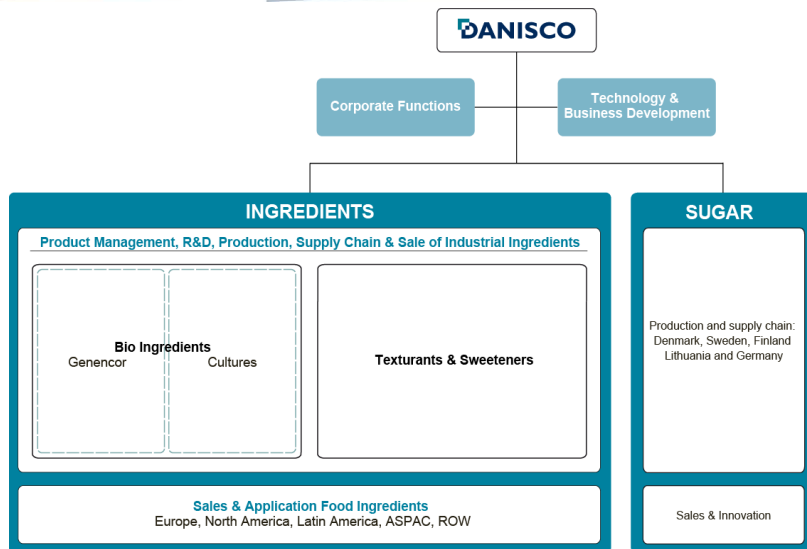 DANISCO
Corporate Functions
Technology &
Business Development
INGREDIENTS
Product Management, R&D, Production, Supply Chain & Sale of Industrial Ingredients
Bio Ingredients
Genencor
Cultures
Texturants & Sweeteners
Sales & Application Food Ingredients
Europe, North America, Latin America, ASPAC, ROW
SUGAR
Production and supply chain:
Denmark, Sweden, Finland
Lithuania and Germany
Sales & Innovation